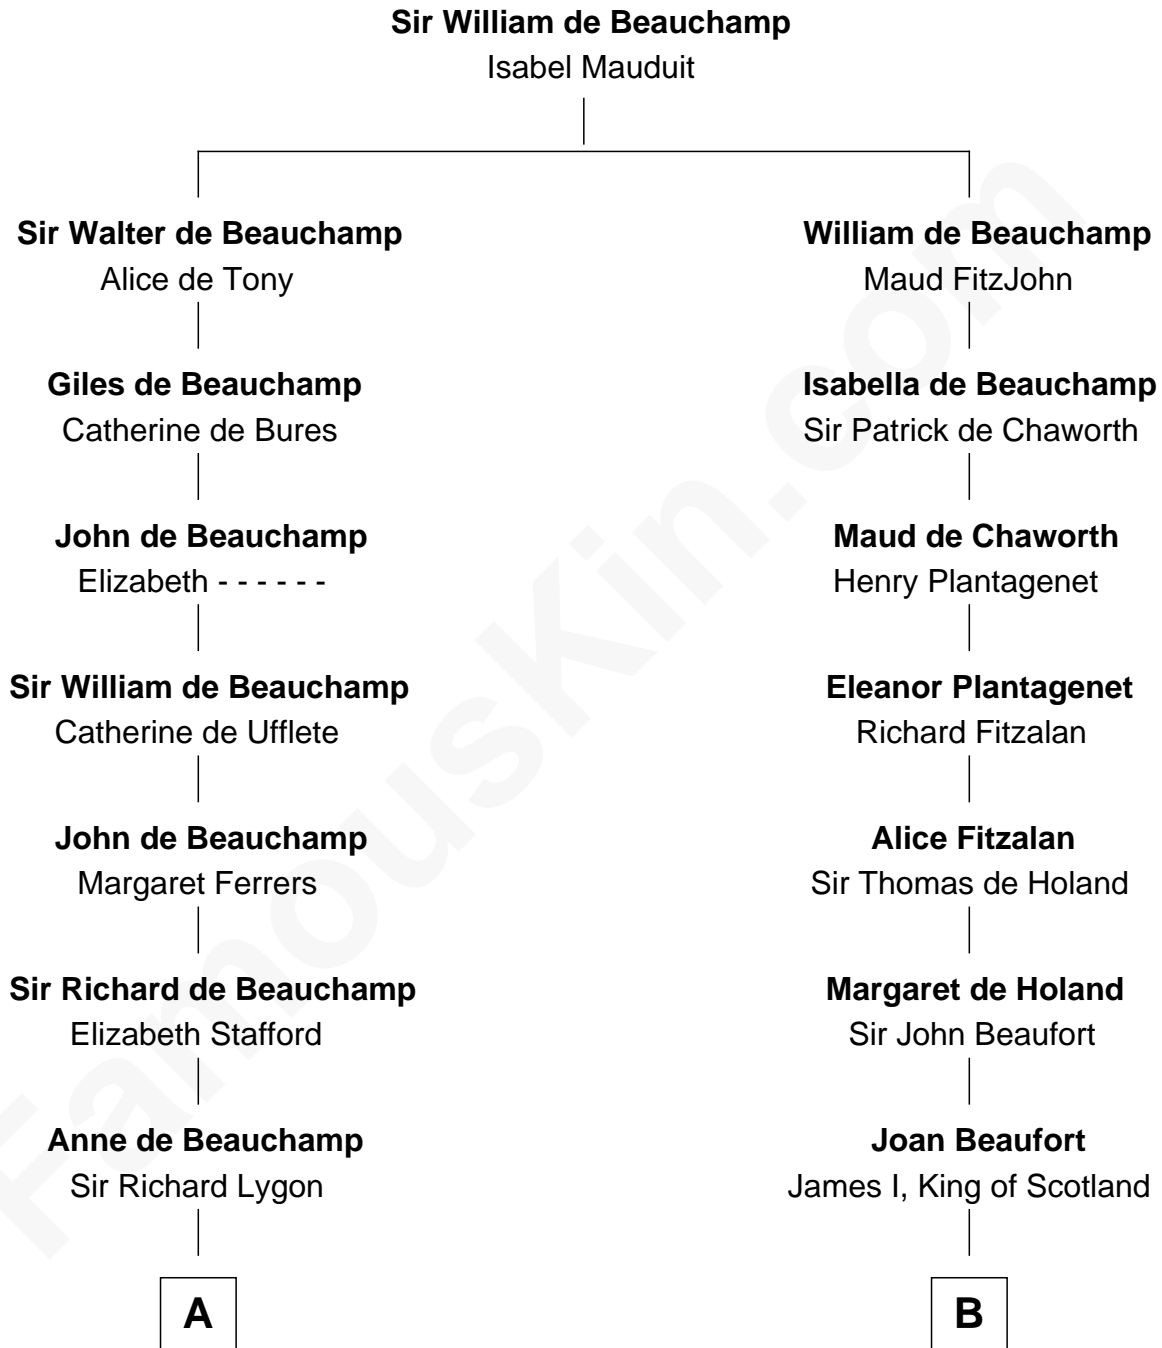 Sir William de Beauchamp
Isabel Mauduit
Sir Walter de Beauchamp
Alice de Tony
William de Beauchamp
Maud FitzJohn
Giles de Beauchamp
Catherine de Bures
Isabella de Beauchamp
Sir Patrick de Chaworth
John de Beauchamp
Elizabeth - - - - - -
Maud de Chaworth
Henry Plantagenet
Sir William de Beauchamp
Catherine de Ufflete
Eleanor Plantagenet
Richard Fitzalan
John de Beauchamp
Margaret Ferrers
Alice Fitzalan
Sir Thomas de Holand
Sir Richard de Beauchamp
Elizabeth Stafford
Margaret de Holand
Sir John Beaufort
Anne de Beauchamp
Sir Richard Lygon
Joan Beaufort
James I, King of Scotland
A
B
FamousKin.com